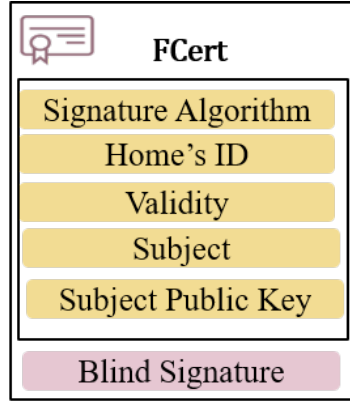 FCert
Signature Algorithm
Home's ID
Validity
Subject
Subject Public Key
Blind Signature